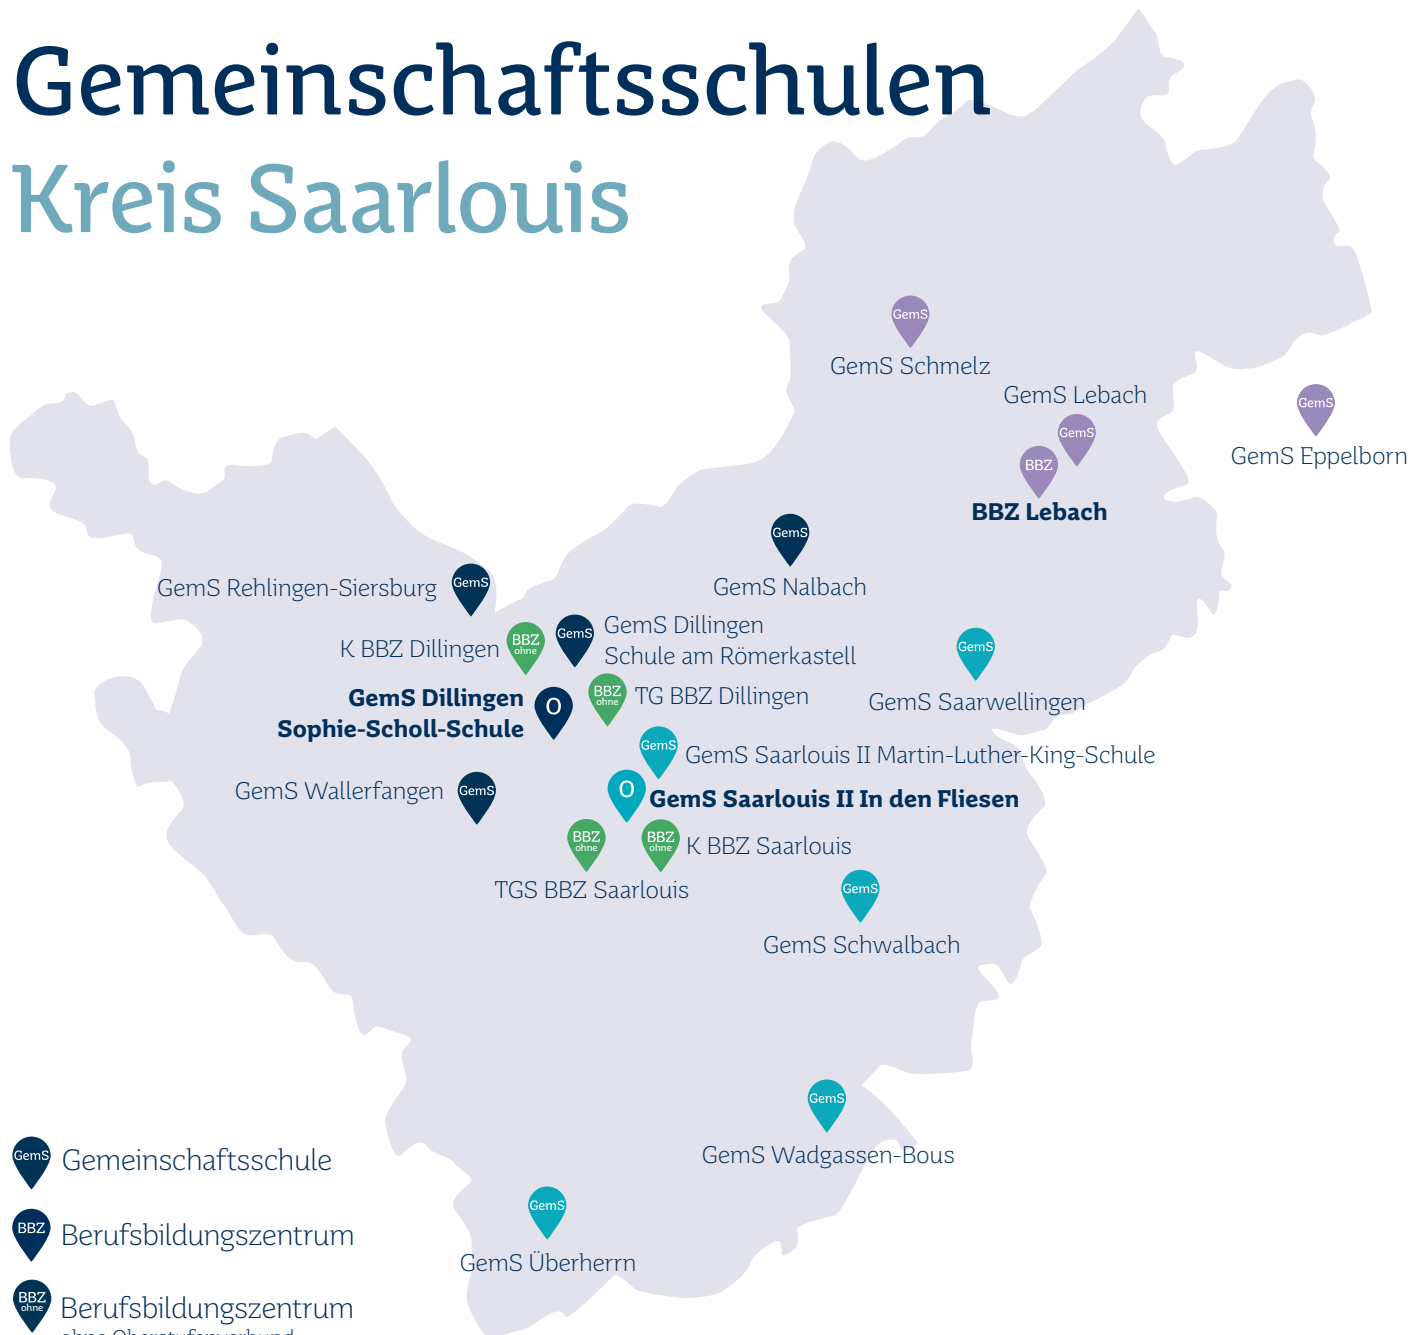 Gemeinschaftsschulen
Kreis Saarlouis
GemS
GemS Schmelz
GemS Lebach
GemS
GemS
GemS Eppelborn
BBZ
BBZ Lebach
GemS
GemS Nalbach
GemS Rehlingen-Siersburg
GemS
K BBZ Dillingen
BBZ
ohne
GemS
GemS Dillingen
Schule am Römerkastell
GemS
GemS Saarwellingen
GemS Dillingen
Sophie-Scholl-Schule
O
BBZ
ohne
TG BBZ Dillingen
GemS
GemS Saarlouis II Martin-Luther-King-Schule
GemS Wallerfangen
GemS
O
GemS Saarlouis II In den Fliesen
BBZ
ohne
TGS BBZ Saarlouis
BBZ
ohne
K BBZ Saarlouis
GemS
GemS Schwalbach
GemS
GemS Wadgassen-Bous
GemS
GemS Überherrn
GemS
Gemeinschaftsschule
BBZ
Berufsbildungszentrum
BBZ
ohne
Berufsbildungszentrum
ohne Oberstufenverbund